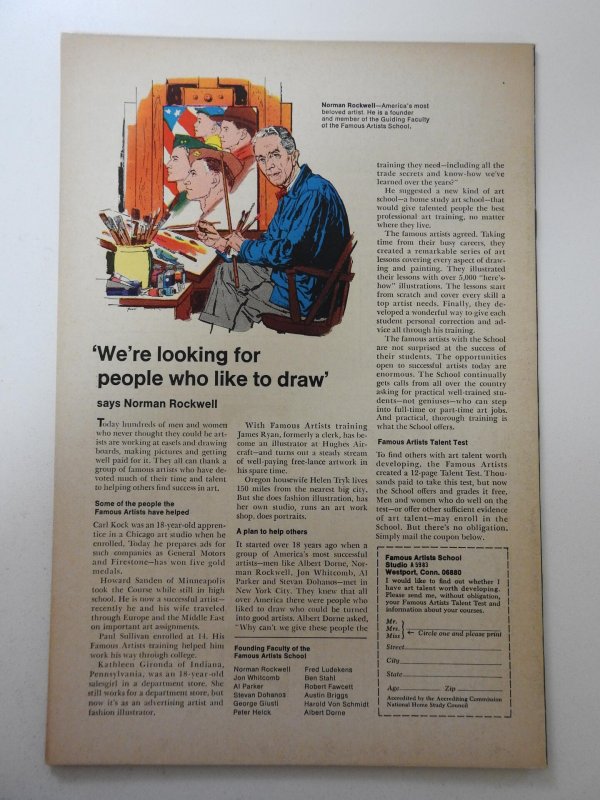 Norman Rockwell—America's most
beloved artist. He is a founder
and member of the Guiding Faculty
of the Famous Artists School.
'We're looking for
people who like to draw'
says Norman Rockwell
Today hundreds of men and women
who never thought they could be art-
ists are working at easels and drawing
boards, making pictures and getting
well paid for it. They all can thank a
group of famous artists who have de-
voted much of their time and talent
to helping others find success in art.
Some of the people the
Famous Artists have helped
Carl Kock was an 18-year-old appren-
tice in a Chicago art studio when he
enrolled. Today he prepares ads for
such companies as General Motors
and Firestone—has won five gold
medals.
Howard Sanden of Minneapolis
took the Course while still in high
school. He is now a successful artist—
recently he and his wife traveled
through Europe and the Middle East
on important art assignments.
Paul Sullivan enrolled at 14. His
Famous Artists training helped him
work his way through college.
Kathleen Gironda of Indiana,
Pennsylvania, was an 18-year-old
salesgirl in a department store. She
still works for a department store, but
now it's as an advertising artist and
fashion illustrator.
With Famous Artists training
James Ryan, formerly a clerk, has be-
come an illustrator at Hughes Air-
craft—and turns out a steady stream
of well-paying free-lance artwork in
his spare time.
Oregon housewife Helen Tryk lives
150 miles from the nearest big city.
But she does fashion illustration, has
her own studio, runs an art work
shop, does portraits.
A plan to help others
It started over 18 years ago when a
group of America's most successful
artists—men like Albert Dorne, Nor-
man Rockwell, Jon Whitcomb, Al
Parker and Stevan Dohanos—met in
New York City. They knew that all
over America there were people who
liked to draw who could be turned
into good artists. Albert Dorne asked,
"Why can't we give these people the
Founding Faculty of the
Famous Artists School
Norman Rockwell
Jon Whitcomb
Al Parker
Stevan Dohanos
George Giusti
Peter Helck
Fred Ludekens
Ben Stahl
Robert Fawcett
Austin Briggs
Harold Von Schmidt
Albert Dorne
training they need—including all the
trade secrets and know-how we've
learned over the years?"
He suggested a new kind of art
school—a home study art school—that
would give talented people the best
professional art training, no matter
where they live.
The famous artists agreed. Taking
time from their busy careers, they
created a remarkable series of art
lessons covering every aspect of draw-
ing and painting. They illustrated
their lessons with over 5,000 "here's-
how" illustrations. The lessons start
from scratch and cover every skill a
top artist needs. Finally, they de-
veloped a wonderful way to give each
student personal correction and ad-
vice all through his training.
The famous artists with the School
are not surprised at the success of
their students. The opportunities
open to successful artists today are
enormous. The School continually
gets calls from all over the country
asking for practical well-trained stu-
dents—not geniuses—who can step
into full-time or part-time art jobs.
And practical, thorough training is
what the School offers.
Famous Artists Talent Test
To find others with art talent worth
developing, the Famous Artists
created a 12-page Talent Test. Thou-
sands paid to take this test, but now
the School offers and grades it free.
Men and women who do well on the
test—or offer other sufficient evidence
of art talent—may enroll in the
School. But there's no obligation.
Simply mail the coupon below.
Famous Artists School
Studio A 5983
Westport, Conn. 06880
I would like to find out whether I
have art talent worth developing.
Please send me, without obligation,
your Famous Artists Talent Test and
information about your courses.
Mr.
Mrs.
Miss ← Circle one and please print
Street
City
State
Age Zip
Accredited by the Accrediting Commission
National Home Study Council